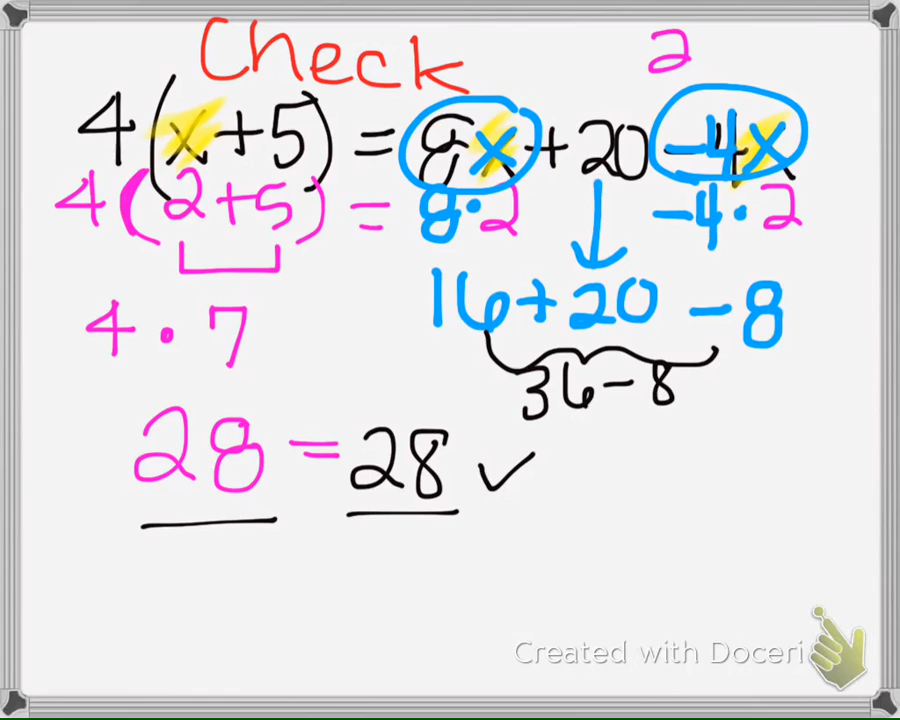 Check
2
4(x+5) = 8x + 20 -4x
4(2+5) = 8·2 -4·2
16+20 -8
4·7
36-8
28 = 28 ✓
Created with Doceri